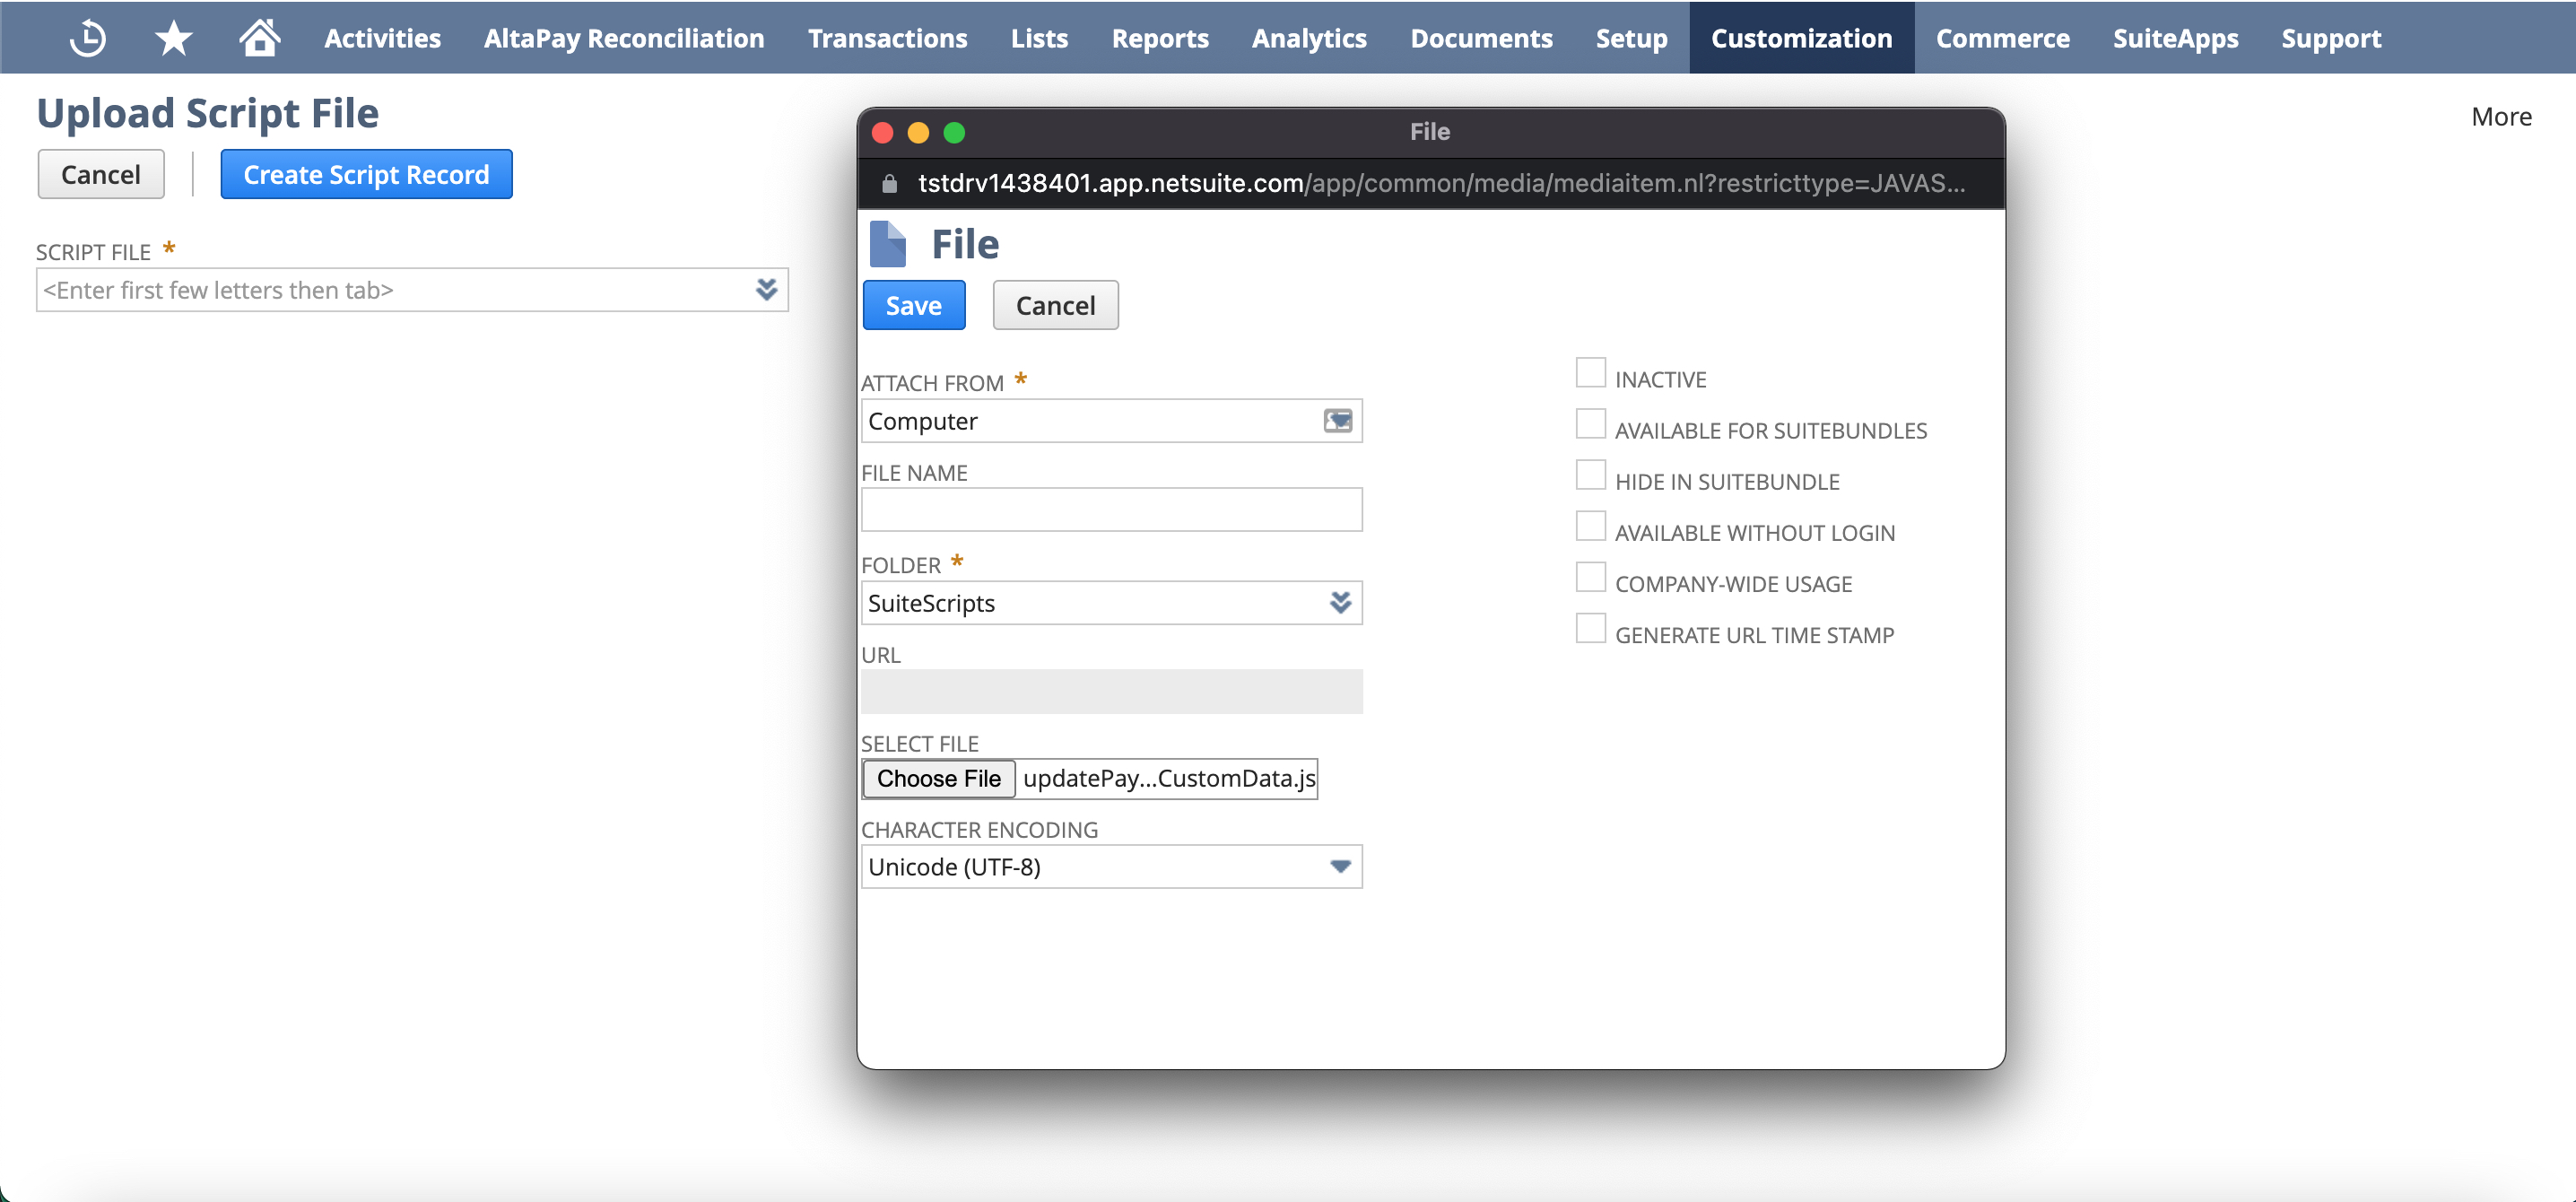 Activities AltaPay Reconciliation Transactions Lists Reports Analytics Documents Setup Customization Commerce SuiteApps Support
Upload Script File
More
Cancel Create Script Record
SCRIPT FILE *
<Enter first few letters then tab>
File
tstdrv1438401.app.netsuite.com/app/common/media/mediaitem.nl?restricttype=JAVAS...
File
Save Cancel
ATTACH FROM *
Computer
FILE NAME
FOLDER *
SuiteScripts
URL
SELECT FILE
Choose File updatePay...CustomData.js
CHARACTER ENCODING
Unicode (UTF-8)
INACTIVE
AVAILABLE FOR SUITEBUNDLES
HIDE IN SUITEBUNDLE
AVAILABLE WITHOUT LOGIN
COMPANY-WIDE USAGE
GENERATE URL TIME STAMP